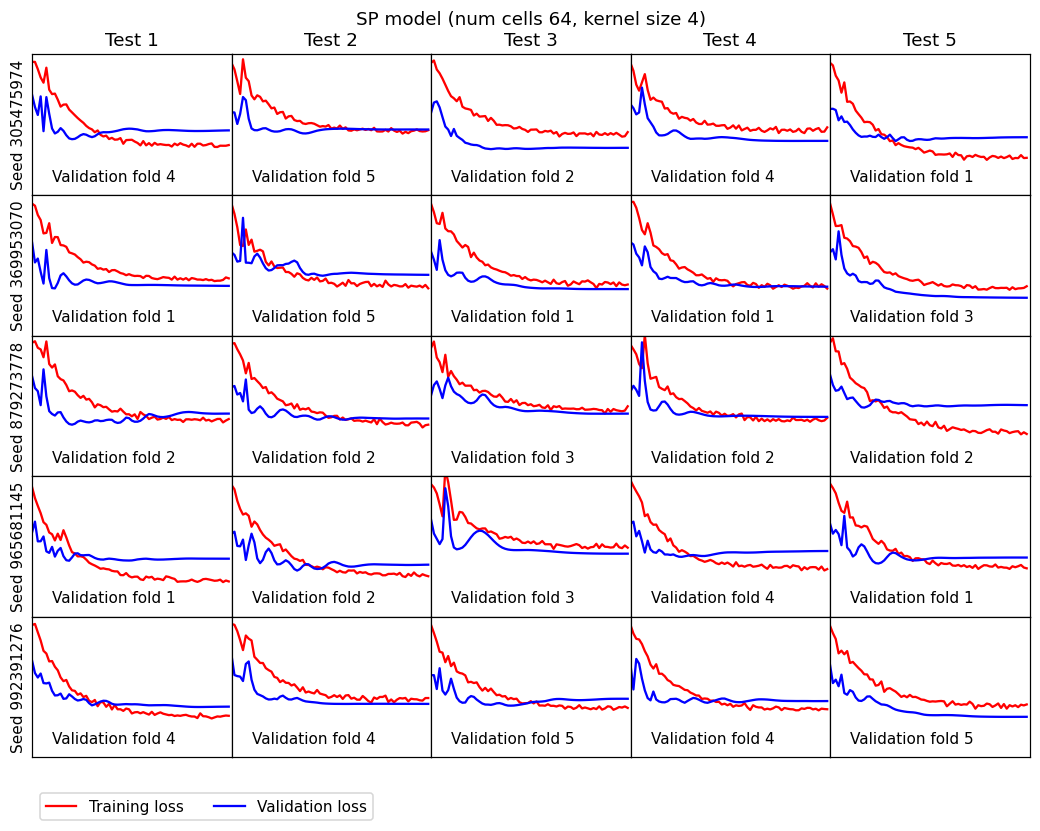 SP model (num cells 64, kernel size 4)
Test 1 Test 2 Test 3 Test 4 Test 5
Seed 3054759974
Validation fold 4 Validation fold 5 Validation fold 2 Validation fold 4 Validation fold 1
Seed 369953070
Validation fold 1 Validation fold 5 Validation fold 1 Validation fold 1 Validation fold 3
Seed 8779273778
Validation fold 2 Validation fold 2 Validation fold 3 Validation fold 2 Validation fold 2
Seed 965681145
Validation fold 1 Validation fold 2 Validation fold 3 Validation fold 4 Validation fold 1
Seed 992391276
Validation fold 4 Validation fold 4 Validation fold 5 Validation fold 4 Validation fold 5
Training loss Validation loss